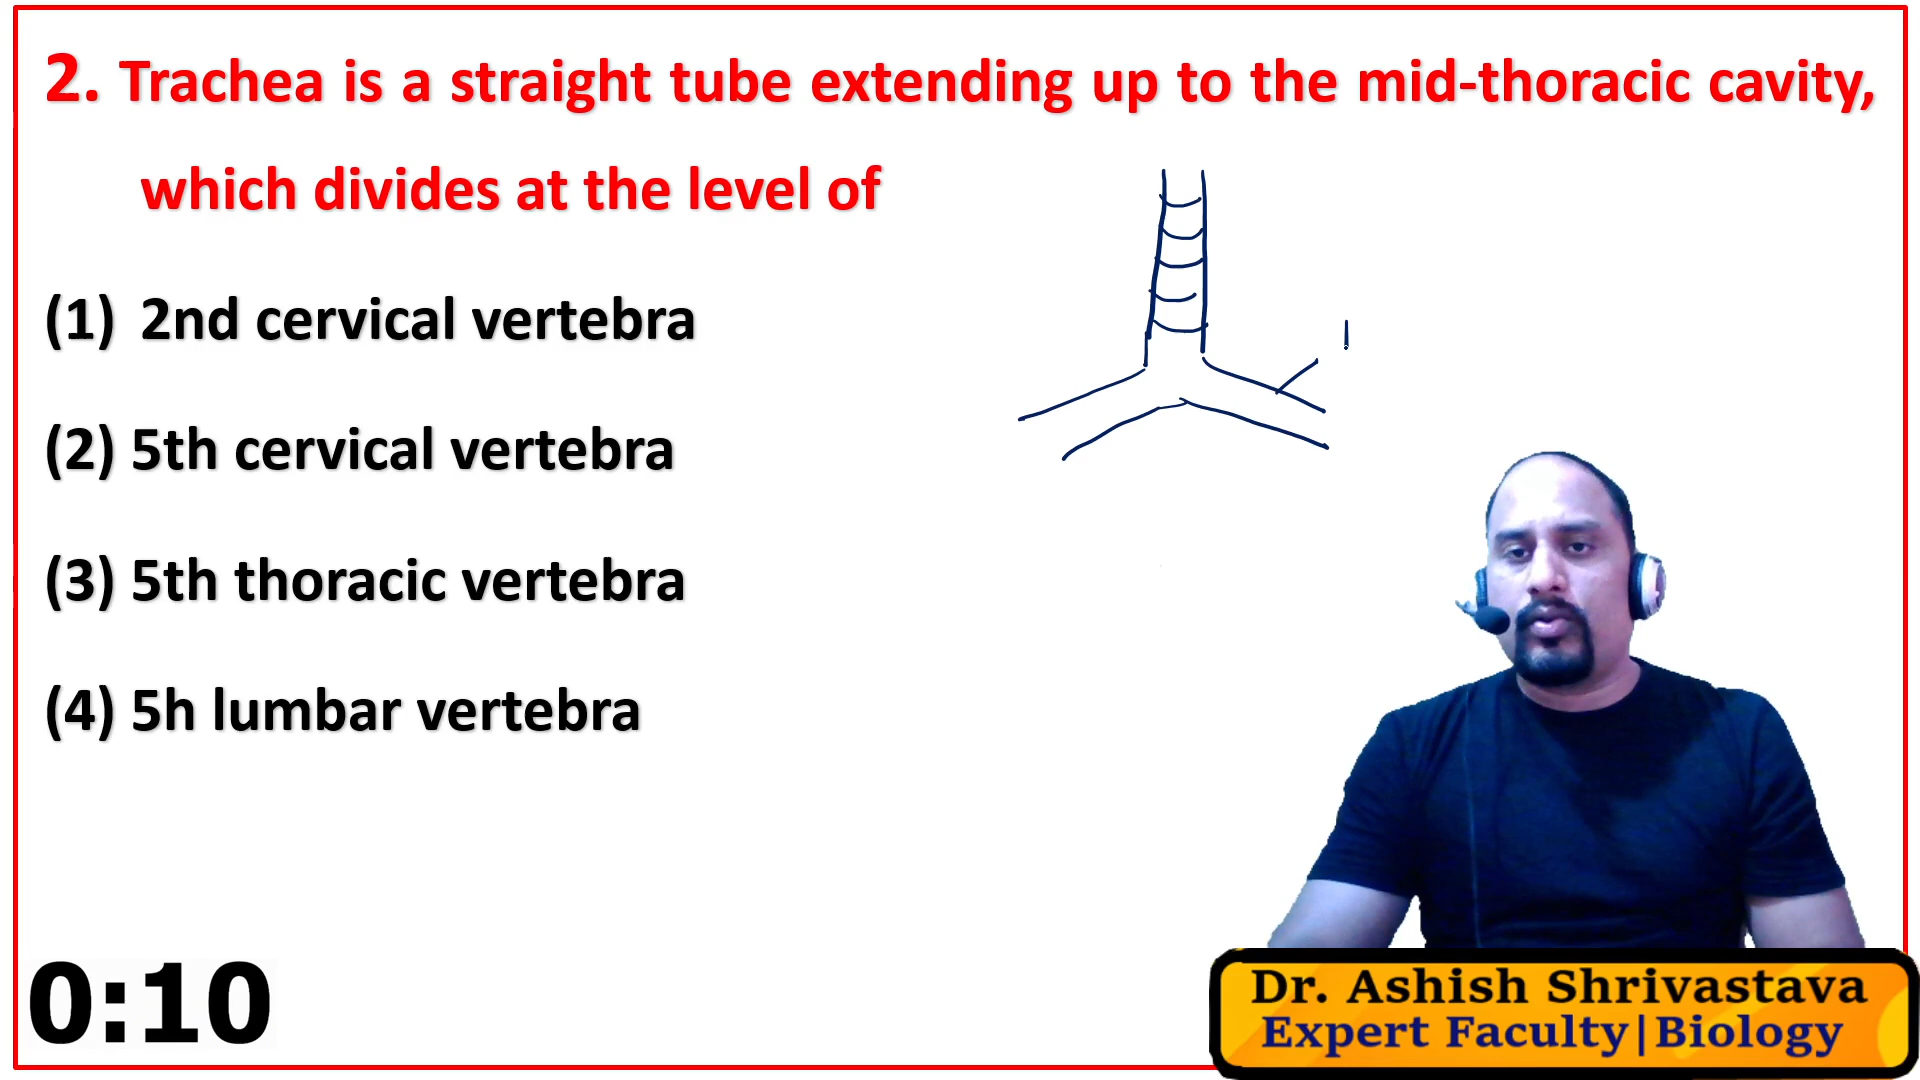 2. Trachea is a straight tube extending up to the mid-thoracic cavity,
which divides at the level of
(1) 2nd cervical vertebra
(2) 5th cervical vertebra
(3) 5th thoracic vertebra
(4) 5h lumbar vertebra
0:10
Dr. Ashish Shrivastava
Expert Faculty|Biology